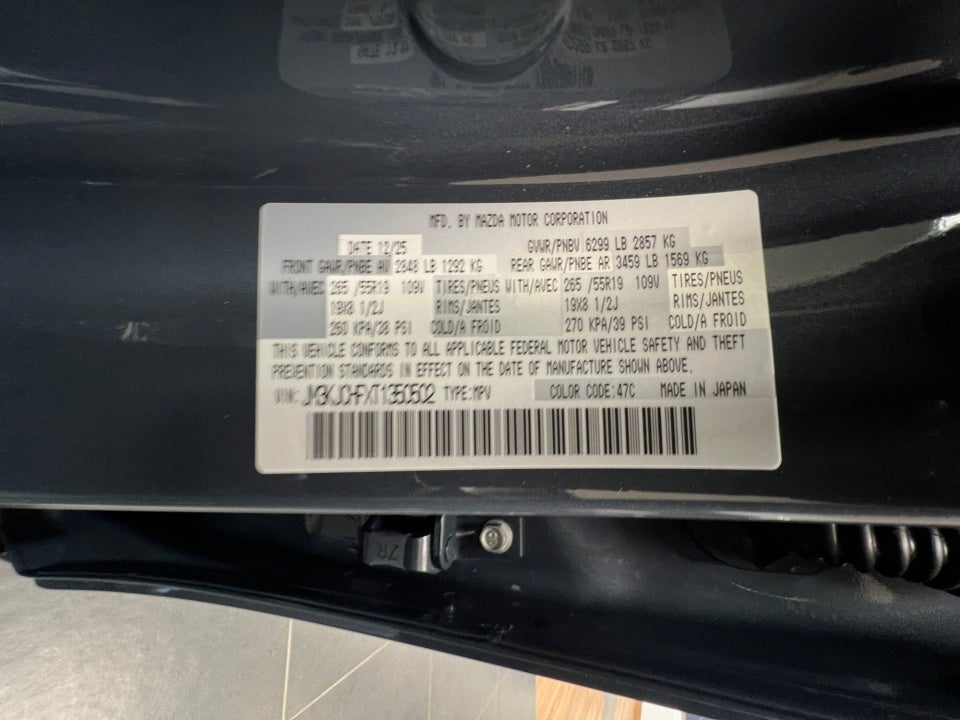 MFD. BY MAZDA MOTOR CORPORATION
DATE 12/25 GVWR/PNBV 6299 LB 2857 KG
FRONT GAWR/PNBE AV 2848 LB 1292 KG REAR GAWR/PNBE AR 3459 LB 1569 KG
WITH/AVEC 265 /55R19 109V TIRES/PNEUS WITH/AVEC 265 /55R19 109V TIRES/PNEUS
19X8 1/2J RIMS/JANTES 19X8 1/2J RIMS/JANTES
260 KPA/38 PSI COLD/A FROID 270 KPA/39 PSI COLD/A FROID
THIS VEHICLE CONFORMS TO ALL APPLICABLE FEDERAL MOTOR VEHICLE SAFETY AND THEFT
PREVENTION STANDARDS IN EFFECT ON THE DATE OF MANUFACTURE SHOWN ABOVE.
VIN: JM3KJCHFXT1350502 TYPE:MPV COLOR CODE:47C MADE IN JAPAN
ZR